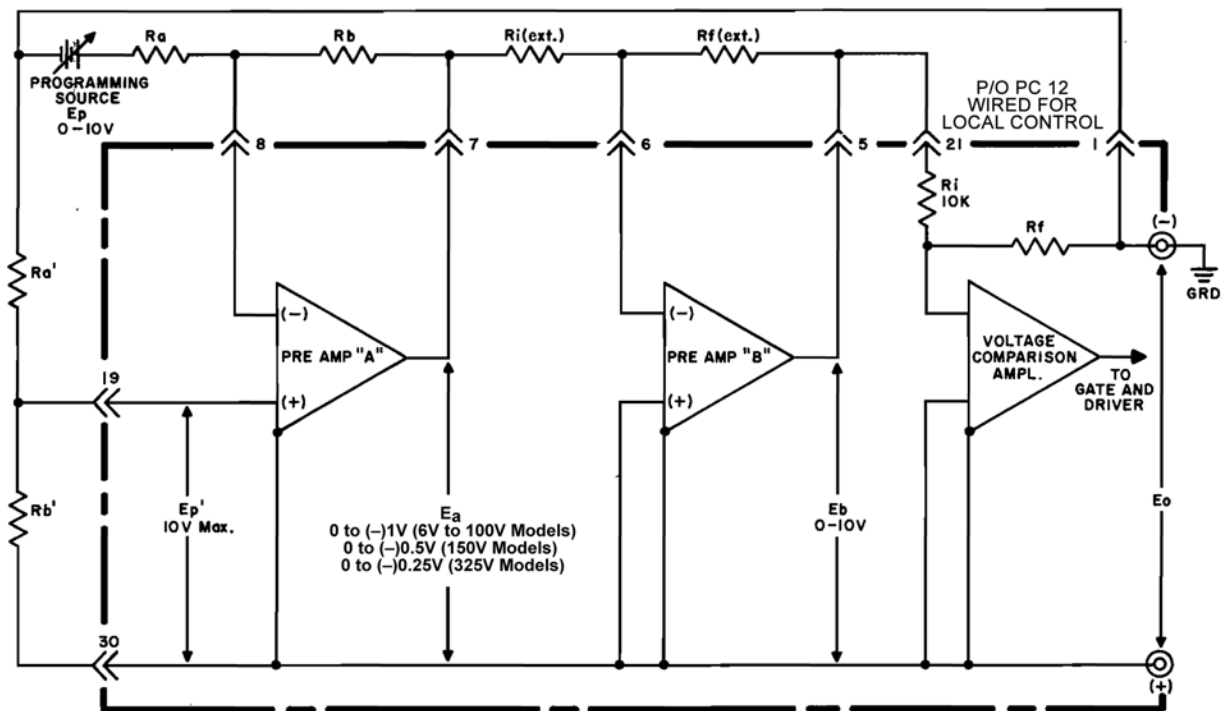 Ra
Rb
Ri(ext.)
Rf(ext.)
PROGRAMMING
SOURCE
Ep
0-10V
P/O PC 12
WIRED FOR
LOCAL CONTROL
8
7
6
5
21
1
Ri
10K
(-)
Rf
GRD
Ra'
(-)
PRE AMP "A"
(+)
(-)
PRE AMP "B"
(+)
VOLTAGE
COMPARISON
AMPL.
TO
GATE AND
DRIVER
19
Rb'
Ep'
10V Max.
Ea
0 to (–)1V (6V to 100V Models)
0 to (–)0.5V (150V Models)
0 to (–)0.25V (325V Models)
Eb
0-10V
Eo
30
(+)